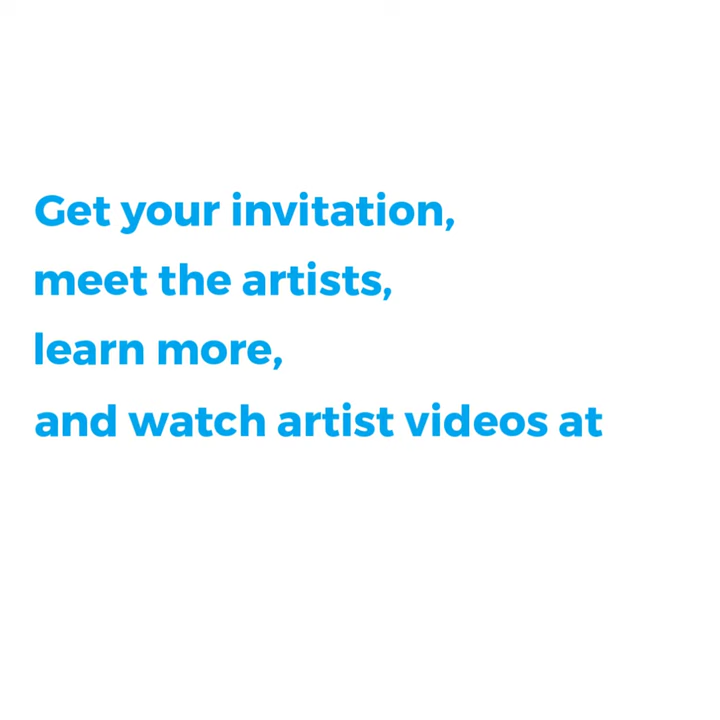 Get your invitation,
meet the artists,
learn more,
and watch artist videos at